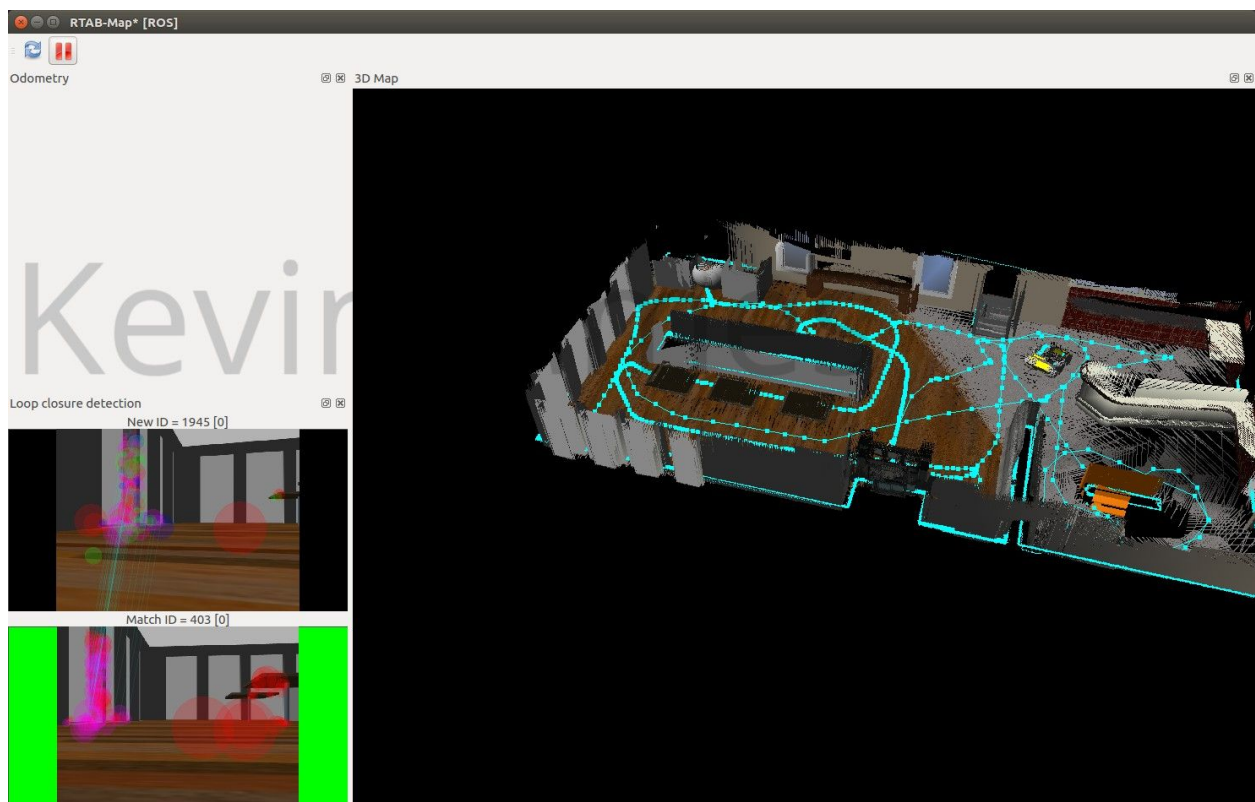 RTAB-Map* [ROS]
Odometry
3D Map
Kevin
Loop closure detection
New ID = 1945 [0]
Match ID = 403 [0]